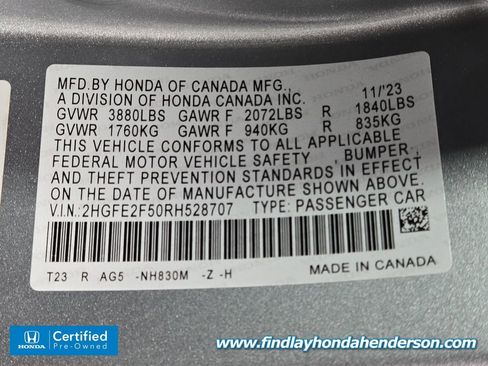 MFD.BY HONDA OF CANADA MFG., 11/'23
A DIVISION OF HONDA CANADA INC.
GVWR 3880LBS GAWR F 2072LBS R 1840LBS
GVWR 1760KG GAWR F 940KG R 835KG
THIS VEHICLE CONFORMS TO ALL APPLICABLE
FEDERAL MOTOR VEHICLE SAFETY , BUMPER,
AND THEFT PREVENTION STANDARDS IN EFFECT
ON THE DATE OF MANUFACTURE SHOWN ABOVE.
V.I.N.:2HGFE2F50RH528707 TYPE: PASSENGER CAR
T23 R AG5 -NH830M -Z -H MADE IN CANADA
HONDA
Certified
Pre-Owned
www.findlayhondahenderson.com